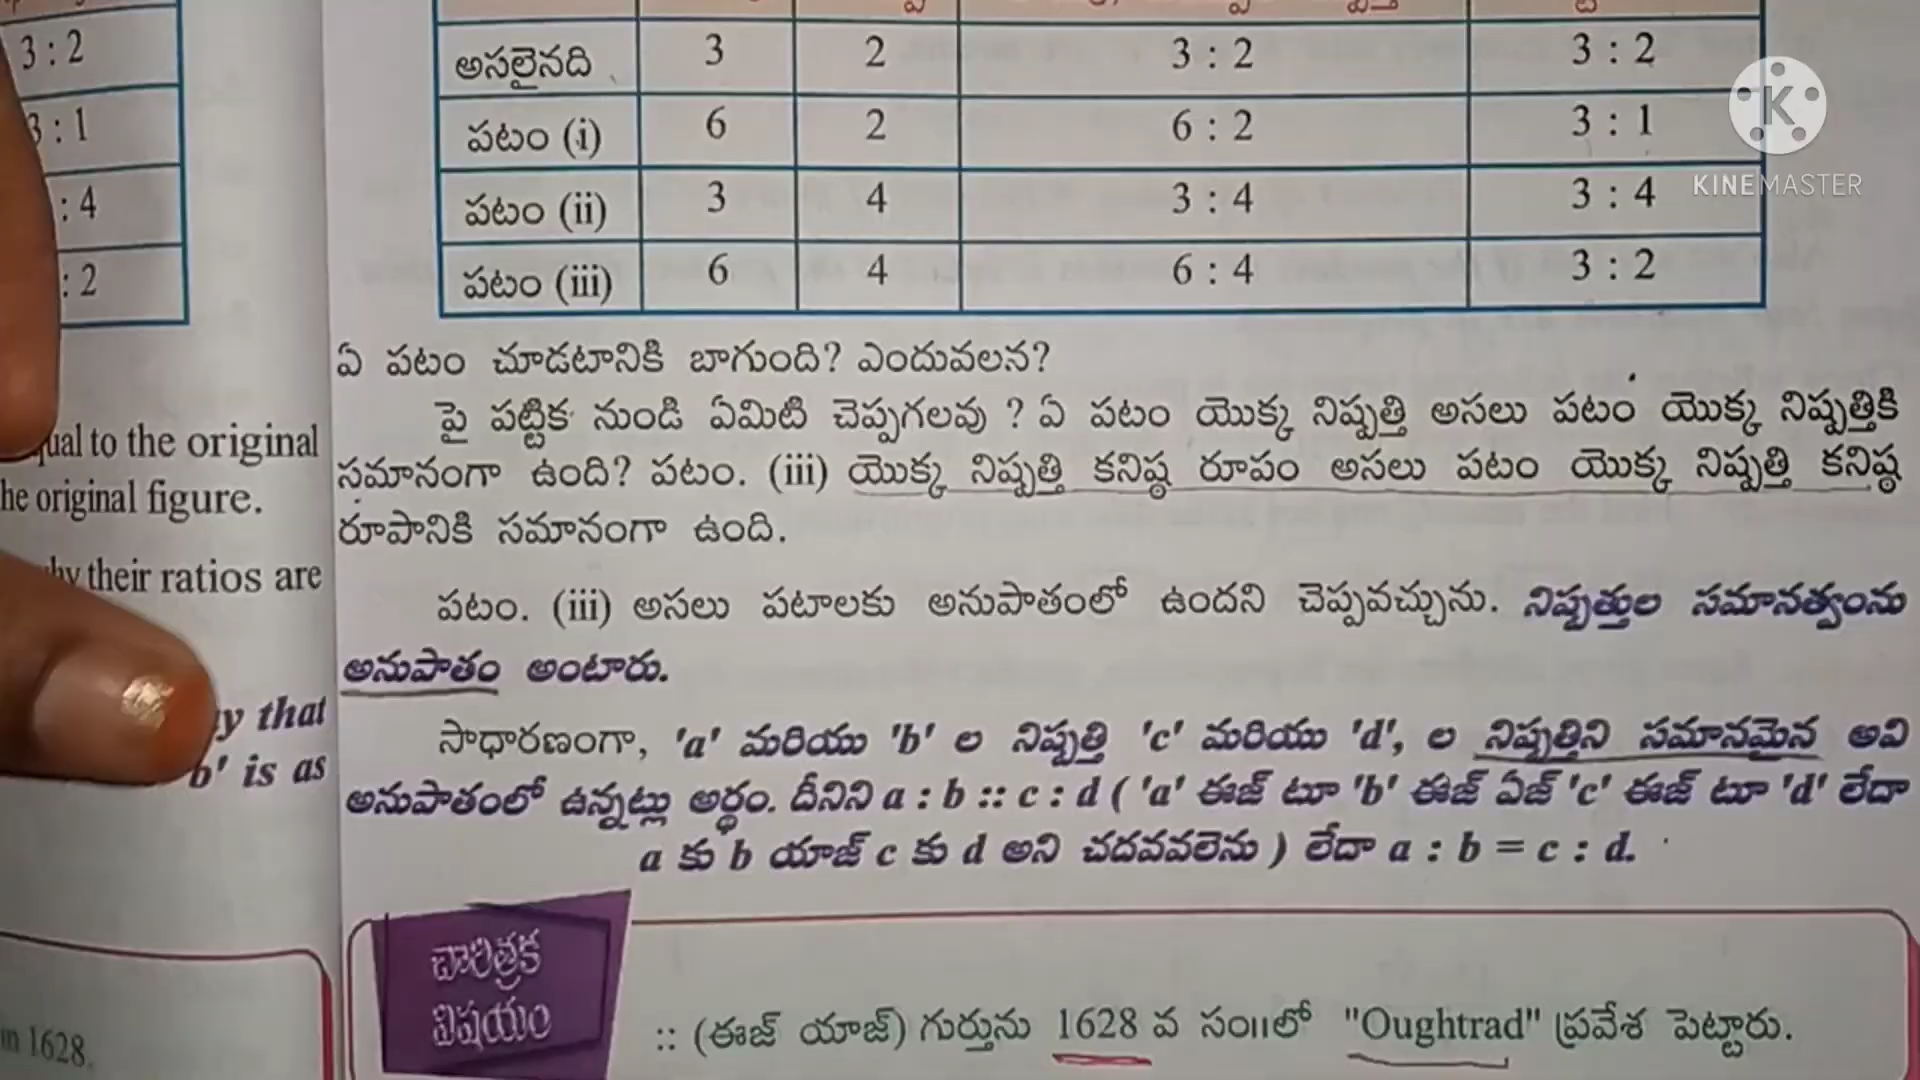 3 : 2
3 : 1
: 4
: 2
qual to the original
he original figure.
hy their ratios are
y that
b' is as
in 1628.
అసలైనది 3 2 3 : 2 3 : 2
పటం (i) 6 2 6 : 2 3 : 1
పటం (ii) 3 4 3 : 4 3 : 4
పటం (iii) 6 4 6 : 4 3 : 2
ఏ పటం చూడటానికి బాగుంది? ఎందువలన?
పై పట్టిక నుండి ఏమిటి చెప్పగలవు ? ఏ పటం యొక్క నిష్పత్తి అసలు పటం యొక్క నిష్పత్తికి
సమానంగా ఉంది? పటం. (iii) యొక్క నిష్పత్తి కనిష్ఠ రూపం అసలు పటం యొక్క నిష్పత్తి కనిష్ఠ
రూపానికి సమానంగా ఉంది.
పటం. (iii) అసలు పటాలకు అనుపాతంలో ఉందని చెప్పవచ్చును. నిష్పత్తుల సమానత్వంను
అనుపాతం అంటారు.
సాధారణంగా, 'a' మరియు 'b' ల నిష్పత్తి 'c' మరియు 'd', ల నిష్పత్తిని సమానమైన అవి
అనుపాతంలో ఉన్నట్లు అర్థం. దీనిని a : b :: c : d ( 'a' ఈజ్ టూ 'b' ఈజ్ ఏజ్ 'c' ఈజ్ టూ 'd' లేదా
a కు b యాజ్ c కు d అని చదవవలెను ) లేదా a : b = c : d.
చారిత్రక
విషయం
:: (ఈజ్ యాజ్) గుర్తును 1628 వ సం॥లో "Oughtrad" ప్రవేశ పెట్టారు.
K
KINEMASTER